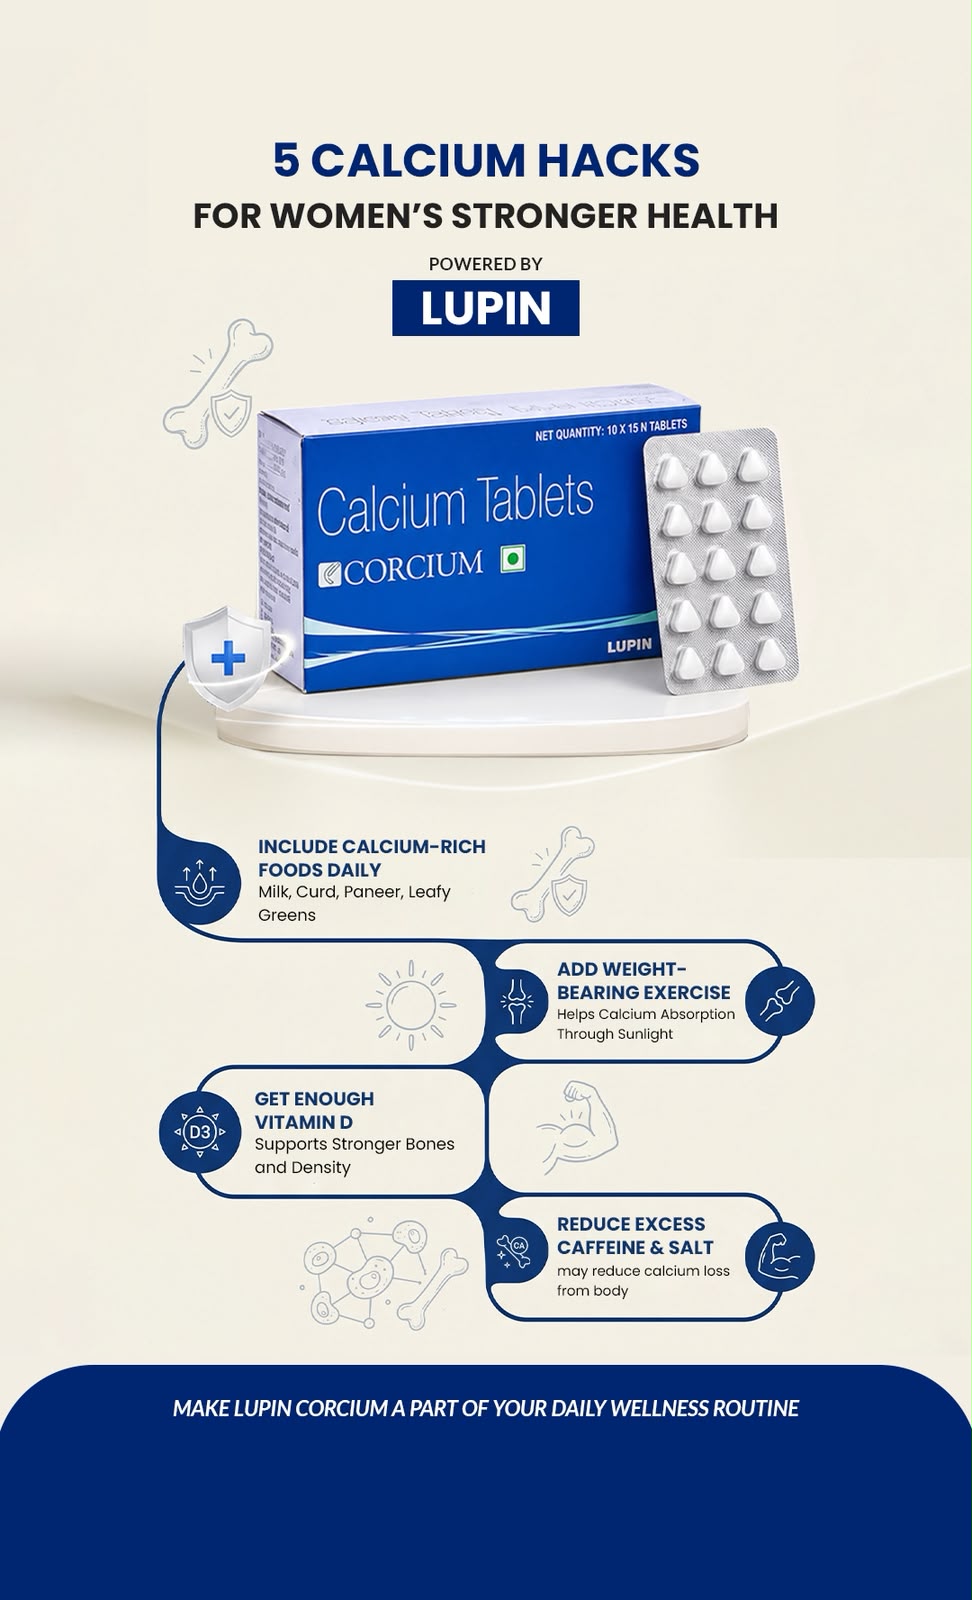 5 CALCIUM HACKS
FOR WOMEN’S STRONGER HEALTH
POWERED BY
LUPIN
NET QUANTITY: 10 X 15 N TABLETS
Calcium Tablets
CORCIUM
LUPIN
INCLUDE CALCIUM-RICH
FOODS DAILY
Milk, Curd, Paneer, Leafy
Greens
ADD WEIGHT-
BEARING EXERCISE
Helps Calcium Absorption
Through Sunlight
GET ENOUGH
VITAMIN D
Supports Stronger Bones
and Density
D3
REDUCE EXCESS
CAFFEINE & SALT
may reduce calcium loss
from body
CA
MAKE LUPIN CORCIUM A PART OF YOUR DAILY WELLNESS ROUTINE